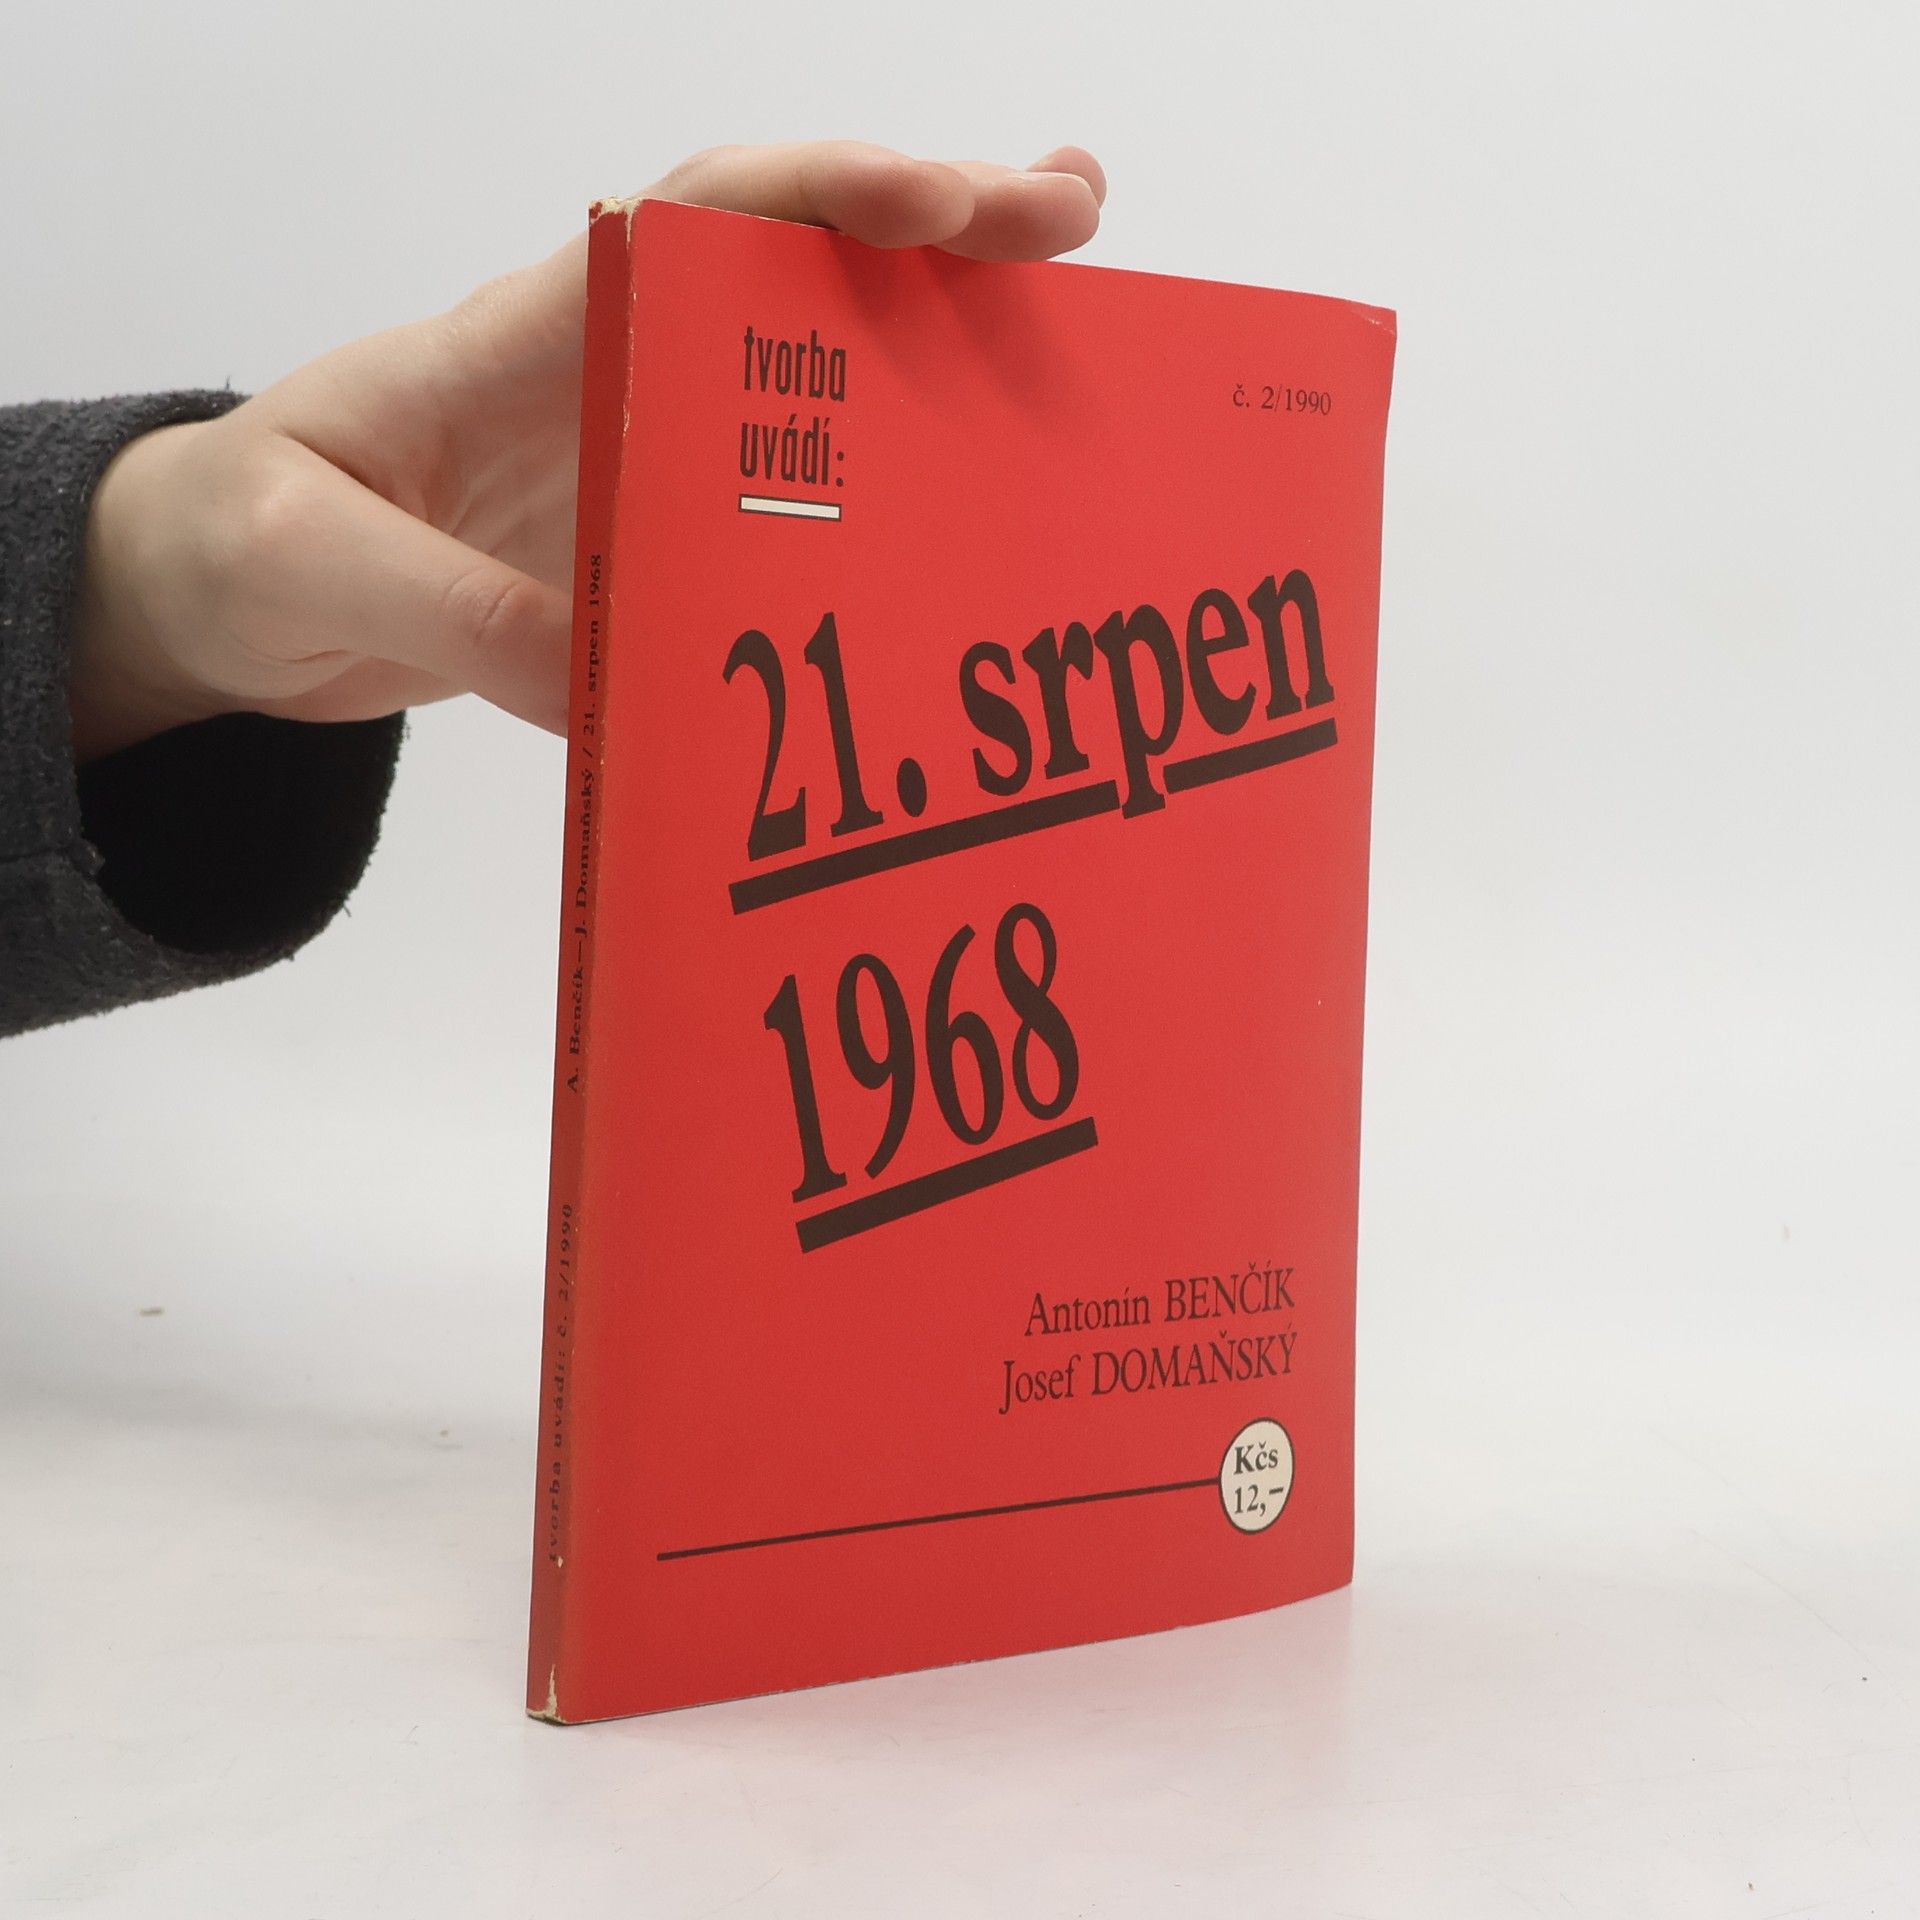 tvorba
uvádí:
č. 2/1990
21. srpen
1968
Antonín BENČÍK
Josef DOMAŇSKÝ
Kčs
12,–
tvorba uvádí: č. 2/1990 A. Benčík—J. Domaňský / 21. srpen 1968